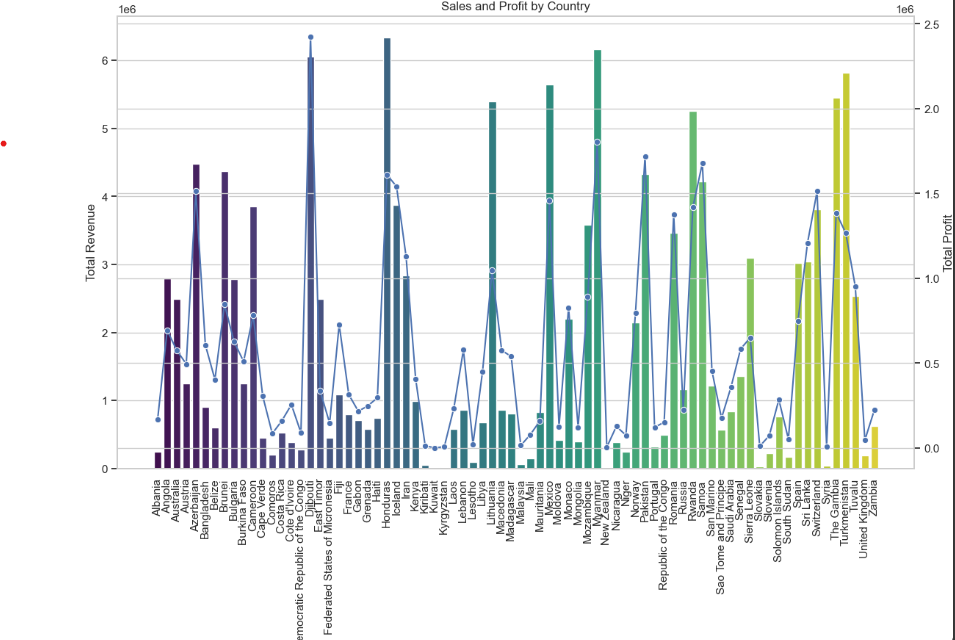 Sales and Profit by Country
1e6
1e6
Total Revenue
6
5
4
3
2
1
0
Total Profit
2.5
2.0
1.5
1.0
0.5
0.0
Albania
Angola
Australia
Austria
Azerbaijan
Bangladesh
Belize
Brunei
Bulgaria
Burkina Faso
Cameroon
Cape Verde
Comoros
Costa Rica
Cote d'Ivoire
emocratic Republic of the Congo
Djibouti
East Timor
Federated States of Micronesia
Fiji
France
Gabon
Grenada
Haiti
Honduras
Iceland
Iran
Kenya
Kiribati
Kuwait
Kyrgyzstan
Laos
Lebanon
Lesotho
Libya
Lithuania
Macedonia
Madagascar
Malaysia
Mali
Mauritania
Mexico
Moldova
Monaco
Mongolia
Mozambique
Myanmar
New Zealand
Nicaragua
Niger
Norway
Pakistan
Portugal
Republic of the Congo
Romania
Russia
Rwanda
Samoa
San Marino
Sao Tome and Principe
Saudi Arabia
Senegal
Sierra Leone
Slovakia
Slovenia
Solomon Islands
South Sudan
Spain
Sri Lanka
Switzerland
Syria
The Gambia
Turkmenistan
Tuvalu
United Kingdom
Zambia